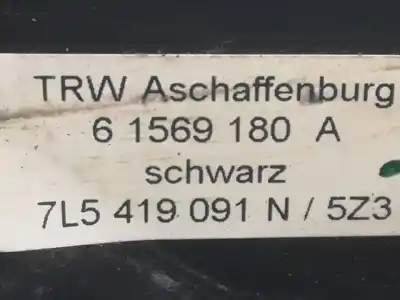 TRW Aschaffenburg
6 1569 180 A
schwarz
7L5 419 091 N / 5Z3